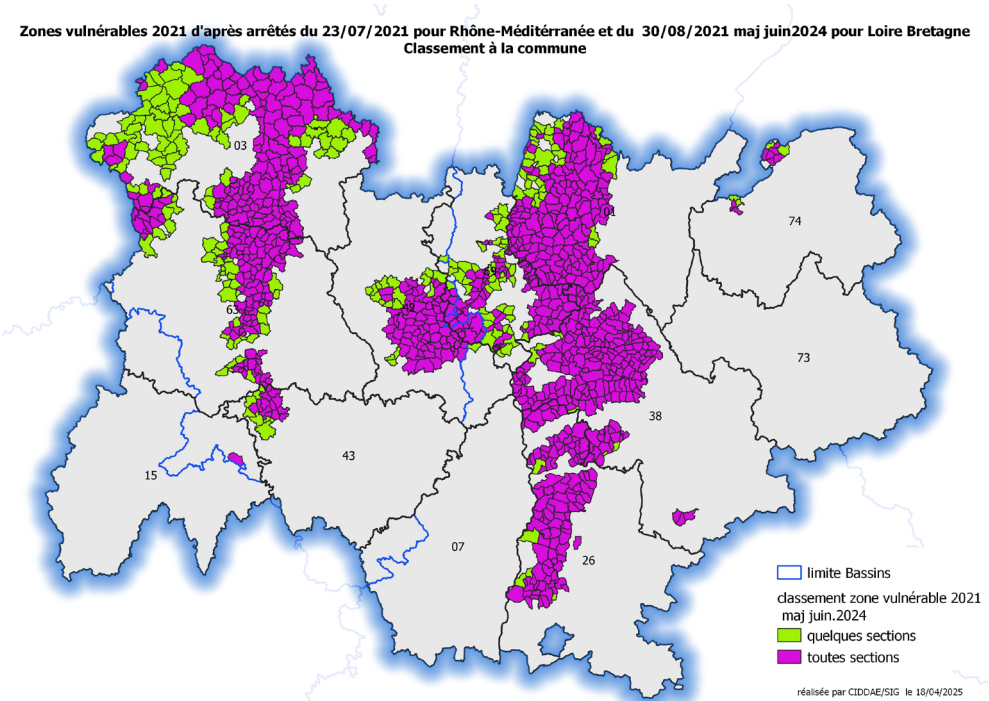 Zones vulnérables 2021 d'après arrêtés du 23/07/2021 pour Rhône-Méditérranée et du  30/08/2021 maj juin2024 pour Loire Bretagne
Classement à la commune
03
01
74
69
63
73
38
43
15
07
26
limite Bassins
classement zone vulnérable 2021
maj juin.2024
quelques sections
toutes sections
réalisée par CIDDAE/SIG  le 18/04/2025